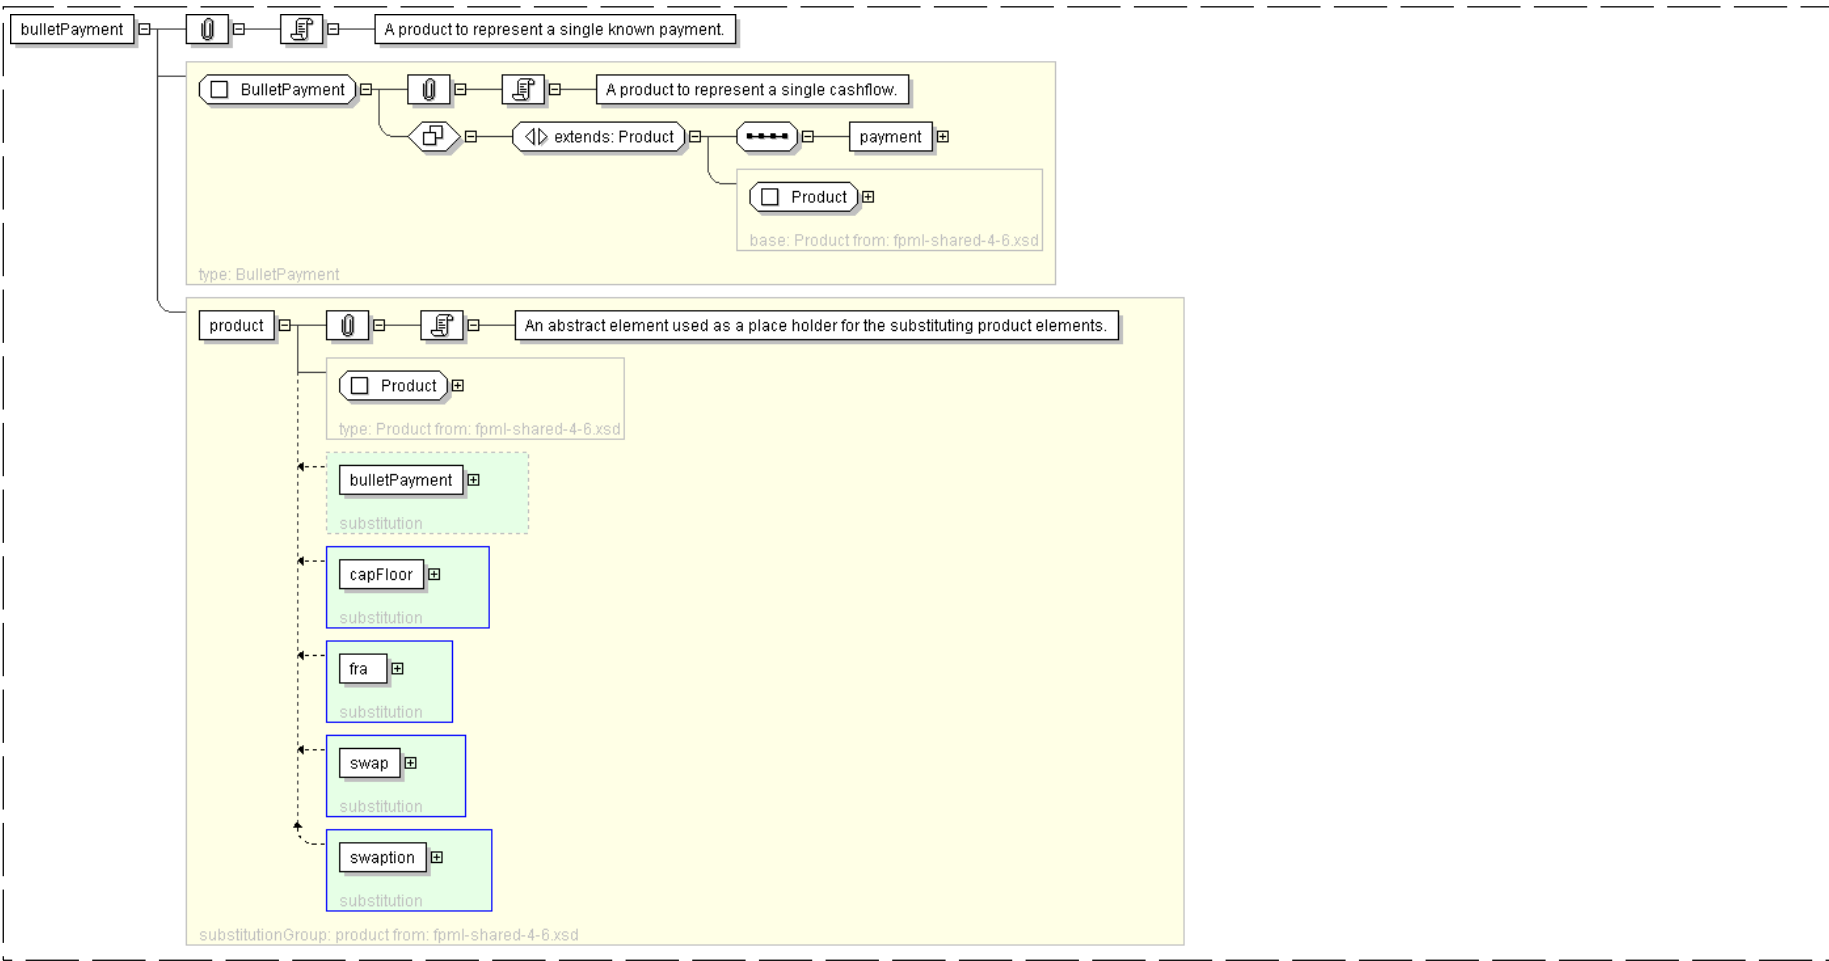 bulletPayment
A product to represent a single known payment.
BulletPayment
A product to represent a single cashflow.
extends: Product
payment
Product
base: Product from: fpml-shared-4-6.xsd
type: BulletPayment
product
An abstract element used as a place holder for the substituting product elements.
Product
type: Product from: fpml-shared-4-6.xsd
bulletPayment
substitution
capFloor
substitution
fra
substitution
swap
substitution
swaption
substitution
substitutionGroup: product from: fpml-shared-4-6.xsd